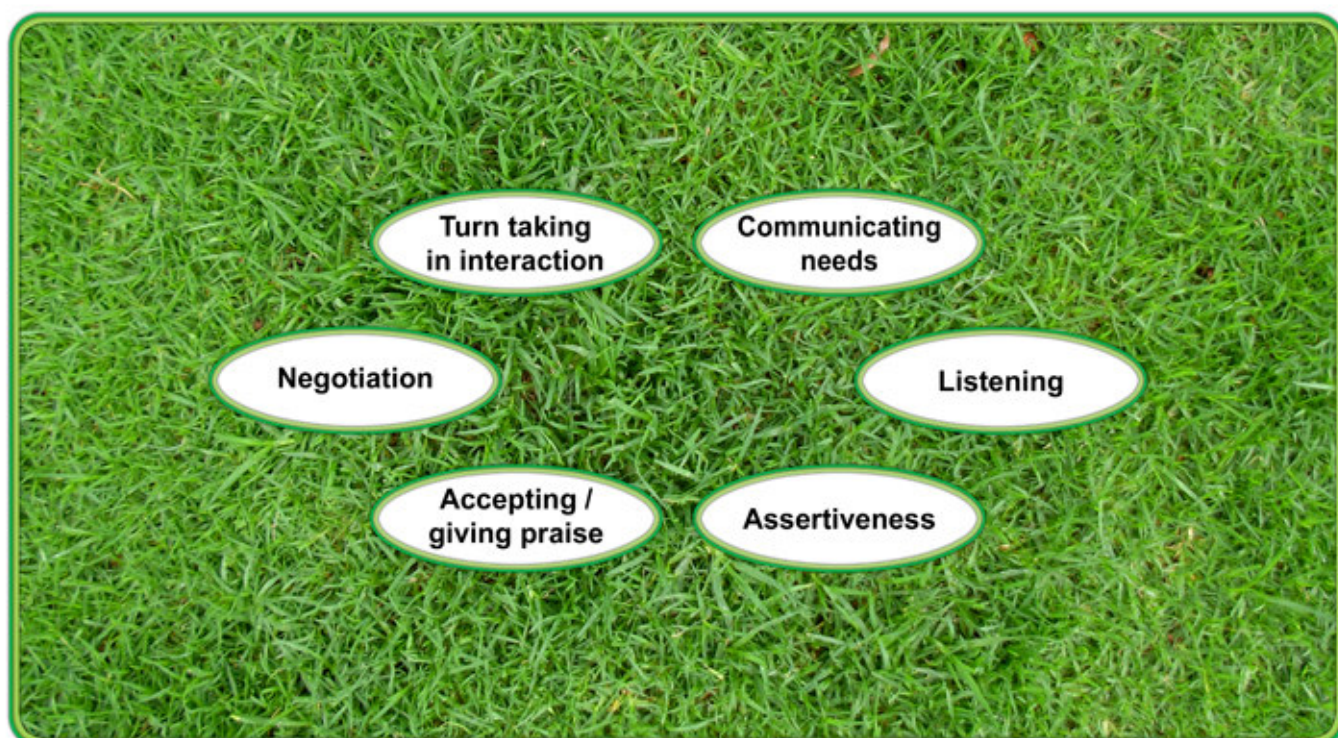 Turn taking
in interaction
Communicating
needs
Negotiation
Listening
Accepting /
giving praise
Assertiveness